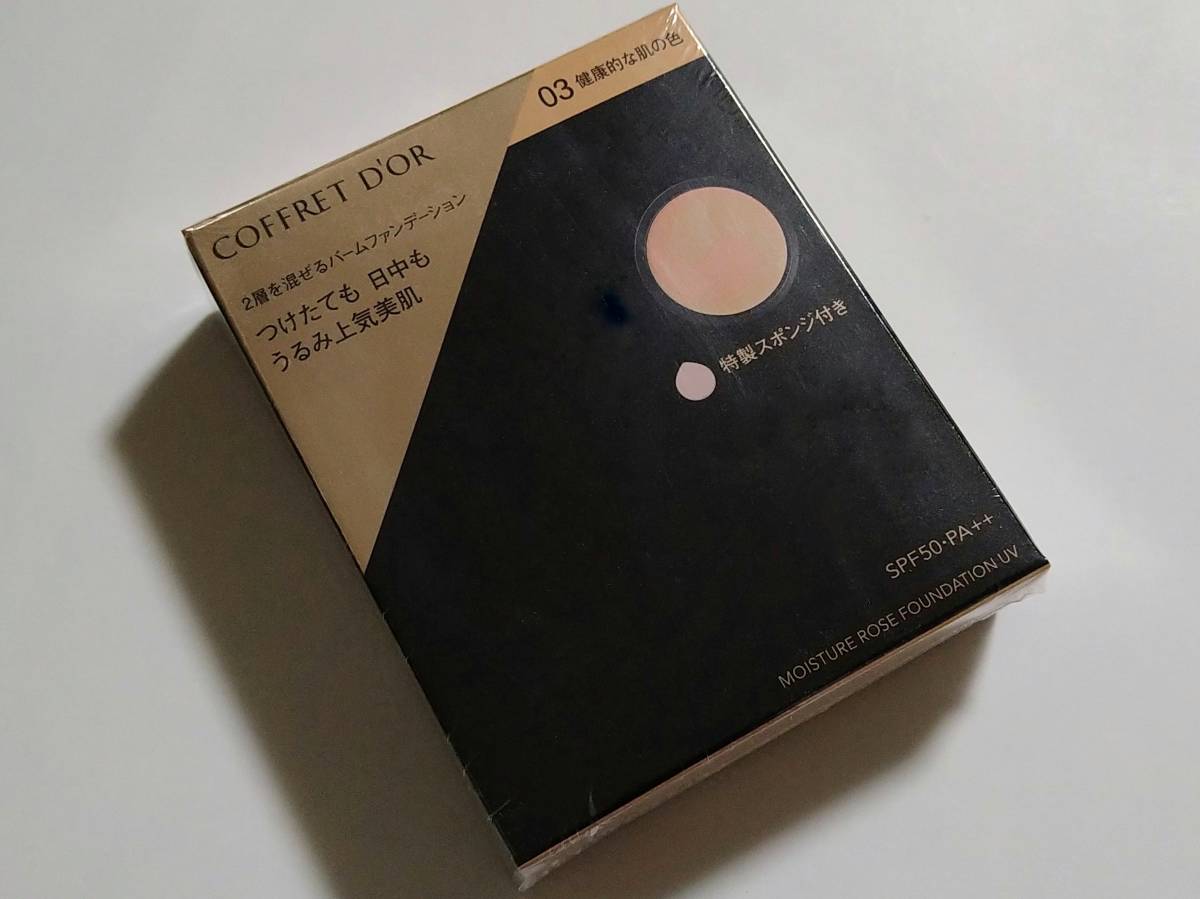 03 健康的な肌の色
COFFRET D'OR
2層を混ぜるバームファンデーション
つけたても 日中も
うるみ上気美肌
特製スポンジ付き
SPF50・PA++
MOISTURE ROSE FOUNDATION UV